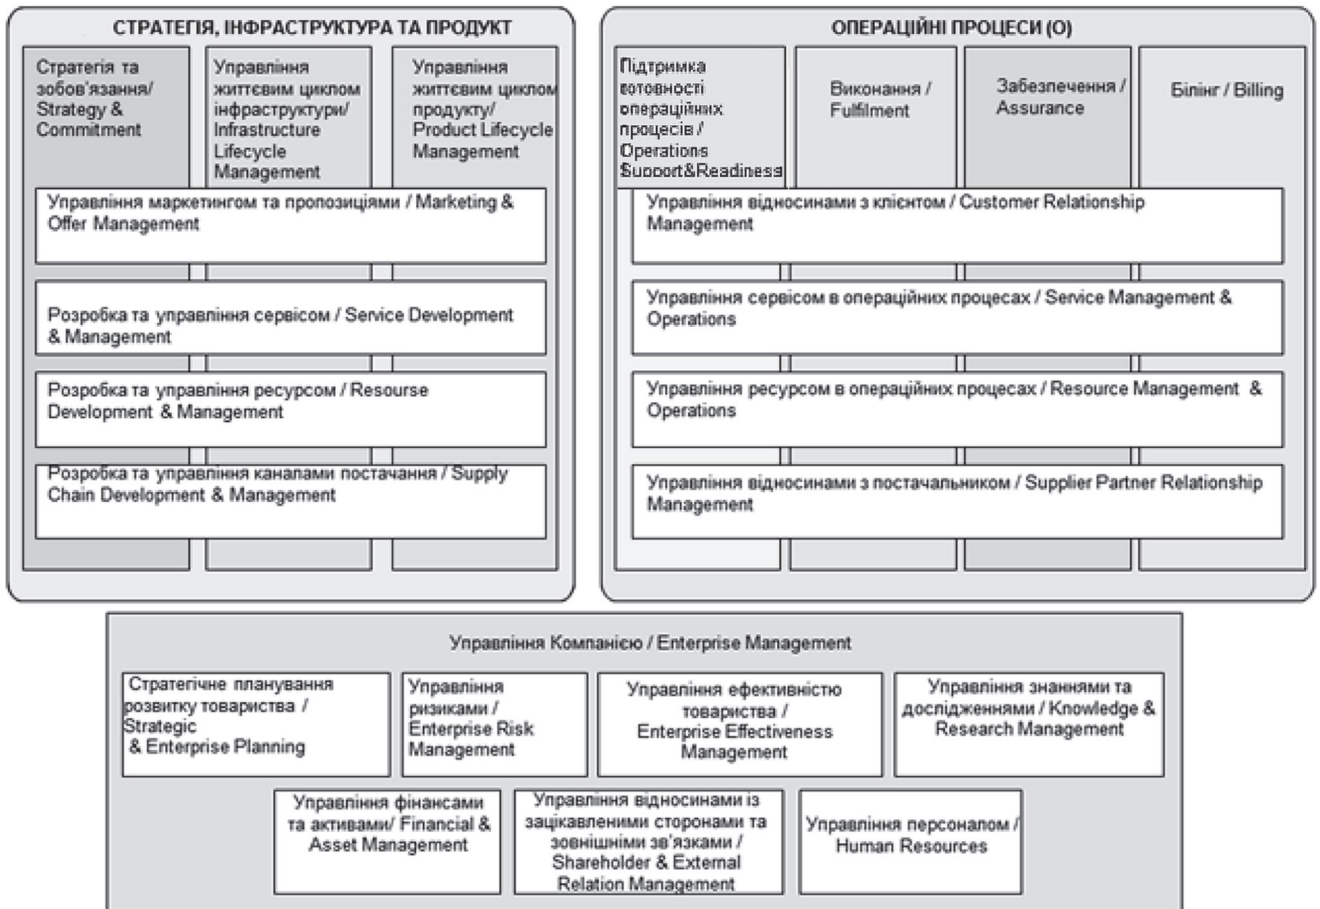 СТРАТЕГІЯ, ІНФРАСТРУКТУРА ТА ПРОДУКТ
Стратегія та
зобов'язання/
Strategy &
Commitment
Управління
життєвим циклом
інфраструктури/
Infrastructure
Lifecycle
Management
Управління
життєвим циклом
продукту/
Product Lifecycle
Management
Управління маркетингом та пропозиціями / Marketing &
Offer Management
Розробка та управління сервісом / Service Development
& Management
Розробка та управління ресурсом / Resourse
Development & Management
Розробка та управління каналами постачання / Supply
Chain Development & Management
ОПЕРАЦІЙНІ ПРОЦЕСИ (О)
Підтримка
готовності
операційних
процесів /
Operations
Support&Readiness
Виконання /
Fulfilment
Забезпечення /
Assurance
Білінг / Billing
Управління відносинами з клієнтом / Customer Relationship
Management
Управління сервісом в операційних процесах / Service Management &
Operations
Управління ресурсом в операційних процесах / Resource Management &
Operations
Управління відносинами з постачальником / Supplier Partner Relationship
Management
Управління Компанією / Enterprise Management
Стратегічне планування
розвитку товариства /
Strategic
& Enterprise Planning
Управління
ризиками /
Enterprise Risk
Management
Управління ефективністю
товариства /
Enterprise Effectiveness
Management
Управління знаннями та
дослідженнями / Knowledge &
Research Management
Управління фінансами
та активами/ Financial &
Asset Management
Управління відносинами із
зацікавленими сторонами та
зовнішніми зв'язками /
Shareholder & External
Relation Management
Управління персоналом /
Human Resources